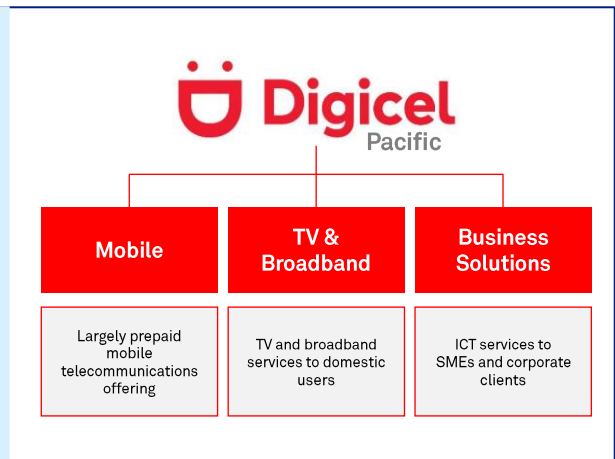 Digicel
Pacific
Mobile
TV &
Broadband
Business
Solutions
Largely prepaid
mobile
telecommunications
offering
TV and broadband
services to domestic
users
ICT services to
SMEs and corporate
clients